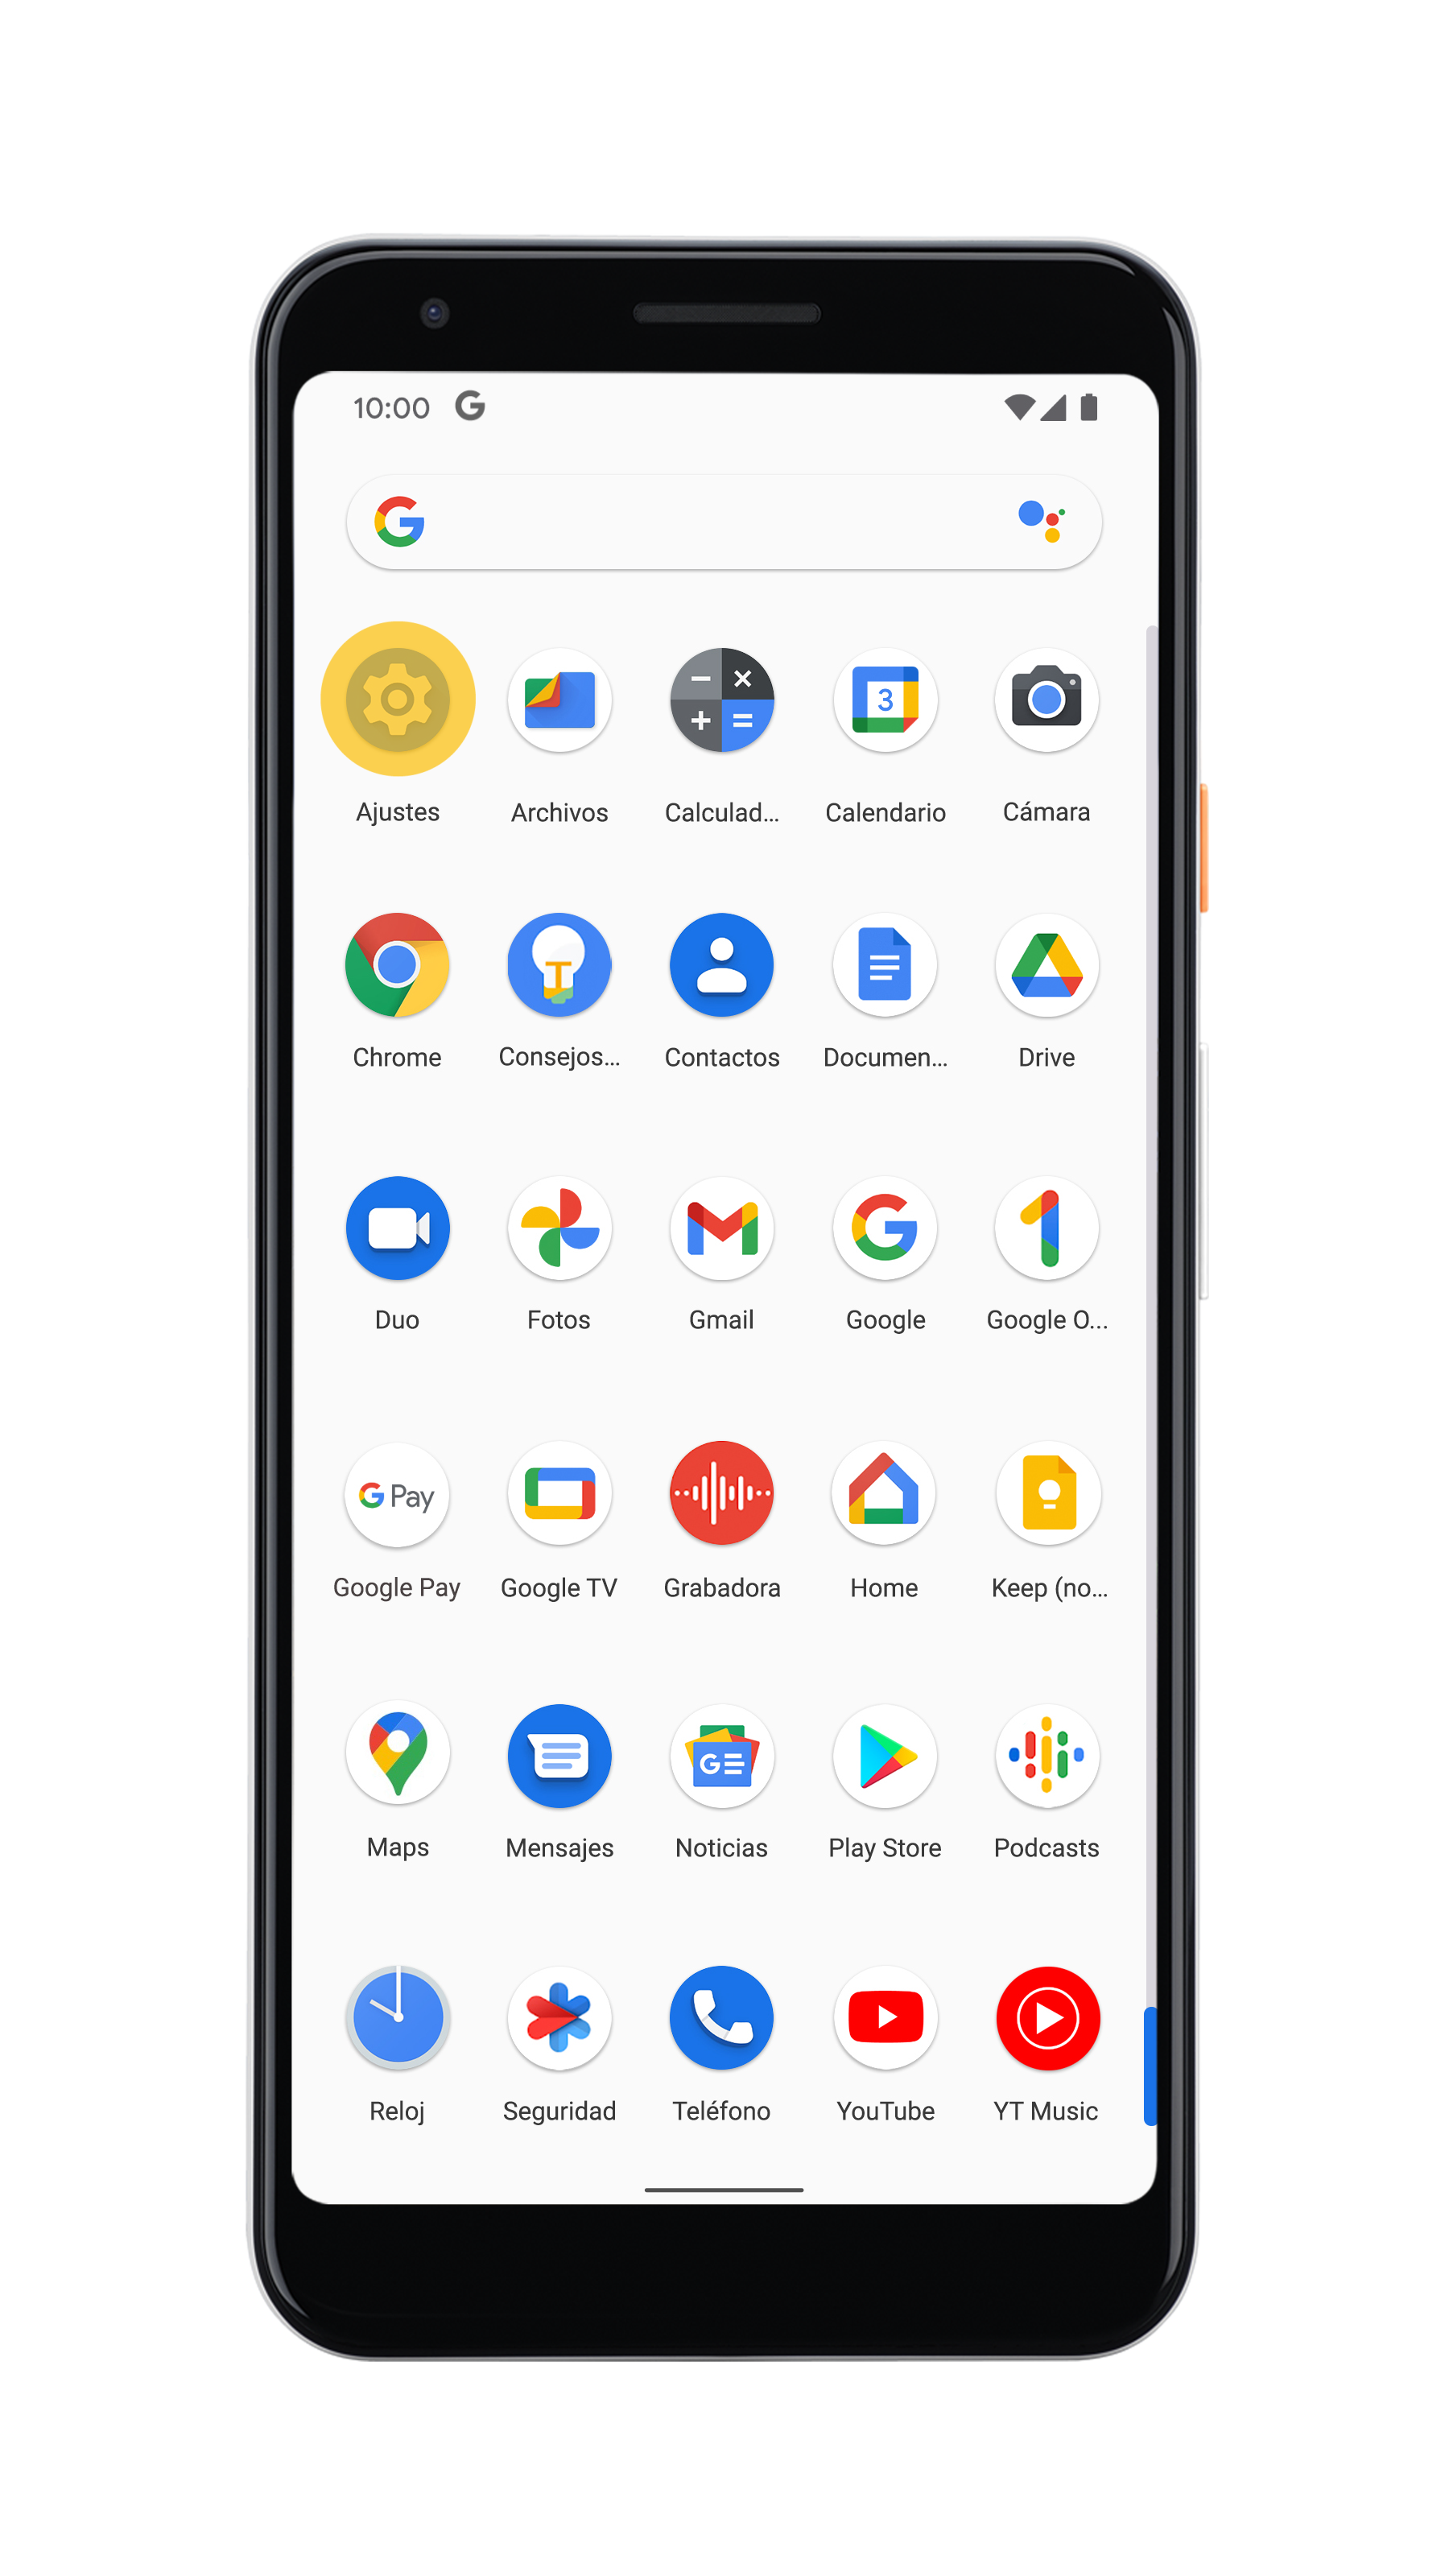 10:00 G
G
Ajustes Archivos Calculad... Calendario Cámara
3
Chrome Consejos... Contactos Documen... Drive
Duo Fotos Gmail Google Google O...
G Pay
Google Pay Google TV Grabadora Home Keep (no...
GE
Maps Mensajes Noticias Play Store Podcasts
Reloj Seguridad Teléfono YouTube YT Music